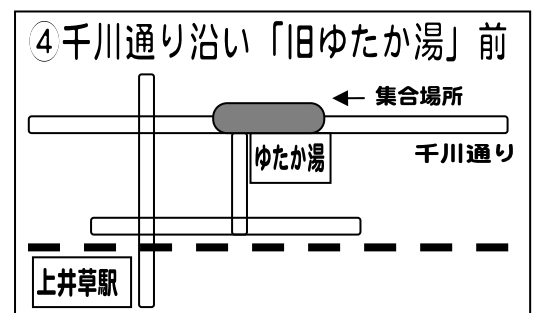 ④千川通り沿い「旧ゆたか湯」前
集合場所
千川通り
ゆたか湯
上井草駅